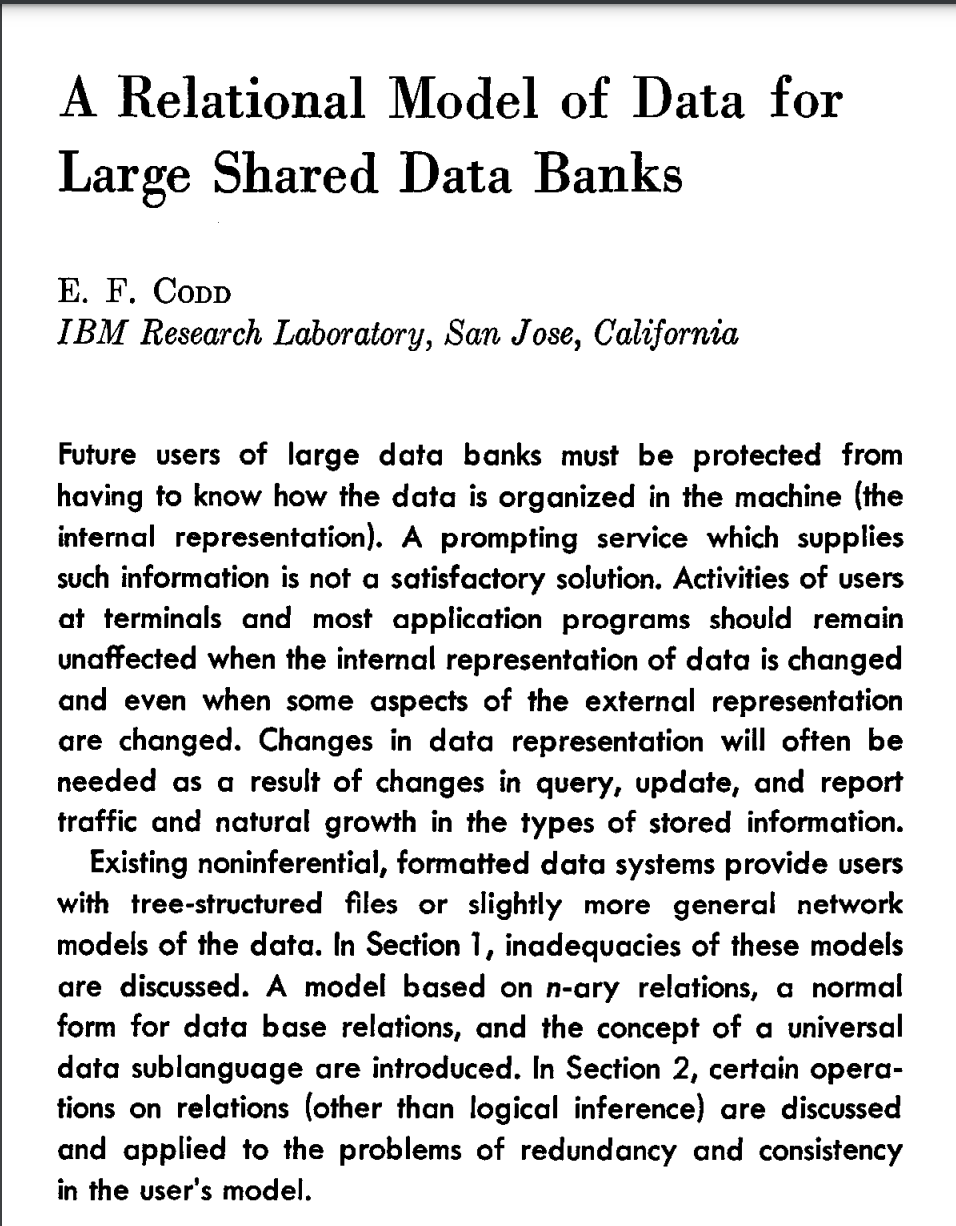 A Relational Model of Data for
Large Shared Data Banks
E. F. CODD
IBM Research Laboratory, San Jose, California
Future users of large data banks must be protected from
having to know how the data is organized in the machine (the
internal representation). A prompting service which supplies
such information is not a satisfactory solution. Activities of users
at terminals and most application programs should remain
unaffected when the internal representation of data is changed
and even when some aspects of the external representation
are changed. Changes in data representation will often be
needed as a result of changes in query, update, and report
traffic and natural growth in the types of stored information.
Existing noninferential, formatted data systems provide users
with tree-structured files or slightly more general network
models of the data. In Section 1, inadequacies of these models
are discussed. A model based on n-ary relations, a normal
form for data base relations, and the concept of a universal
data sublanguage are introduced. In Section 2, certain opera-
tions on relations (other than logical inference) are discussed
and applied to the problems of redundancy and consistency
in the user's model.